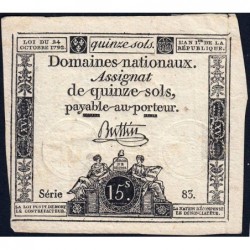 LOI DU 24 OCTOBRE 1792.
quinze sols.
L'AN 1er DE LA RÉPUBLIQUE.
Domaines nationaux.
Assignat
de quinze sols,
payable au porteur.
Buttin
15.s
Série 83.
LA LOI PUNIT DE MORT LE CONTREFACTEUR.
LA NATION RÉCOMPENSE LE DÉNONCIATEUR.